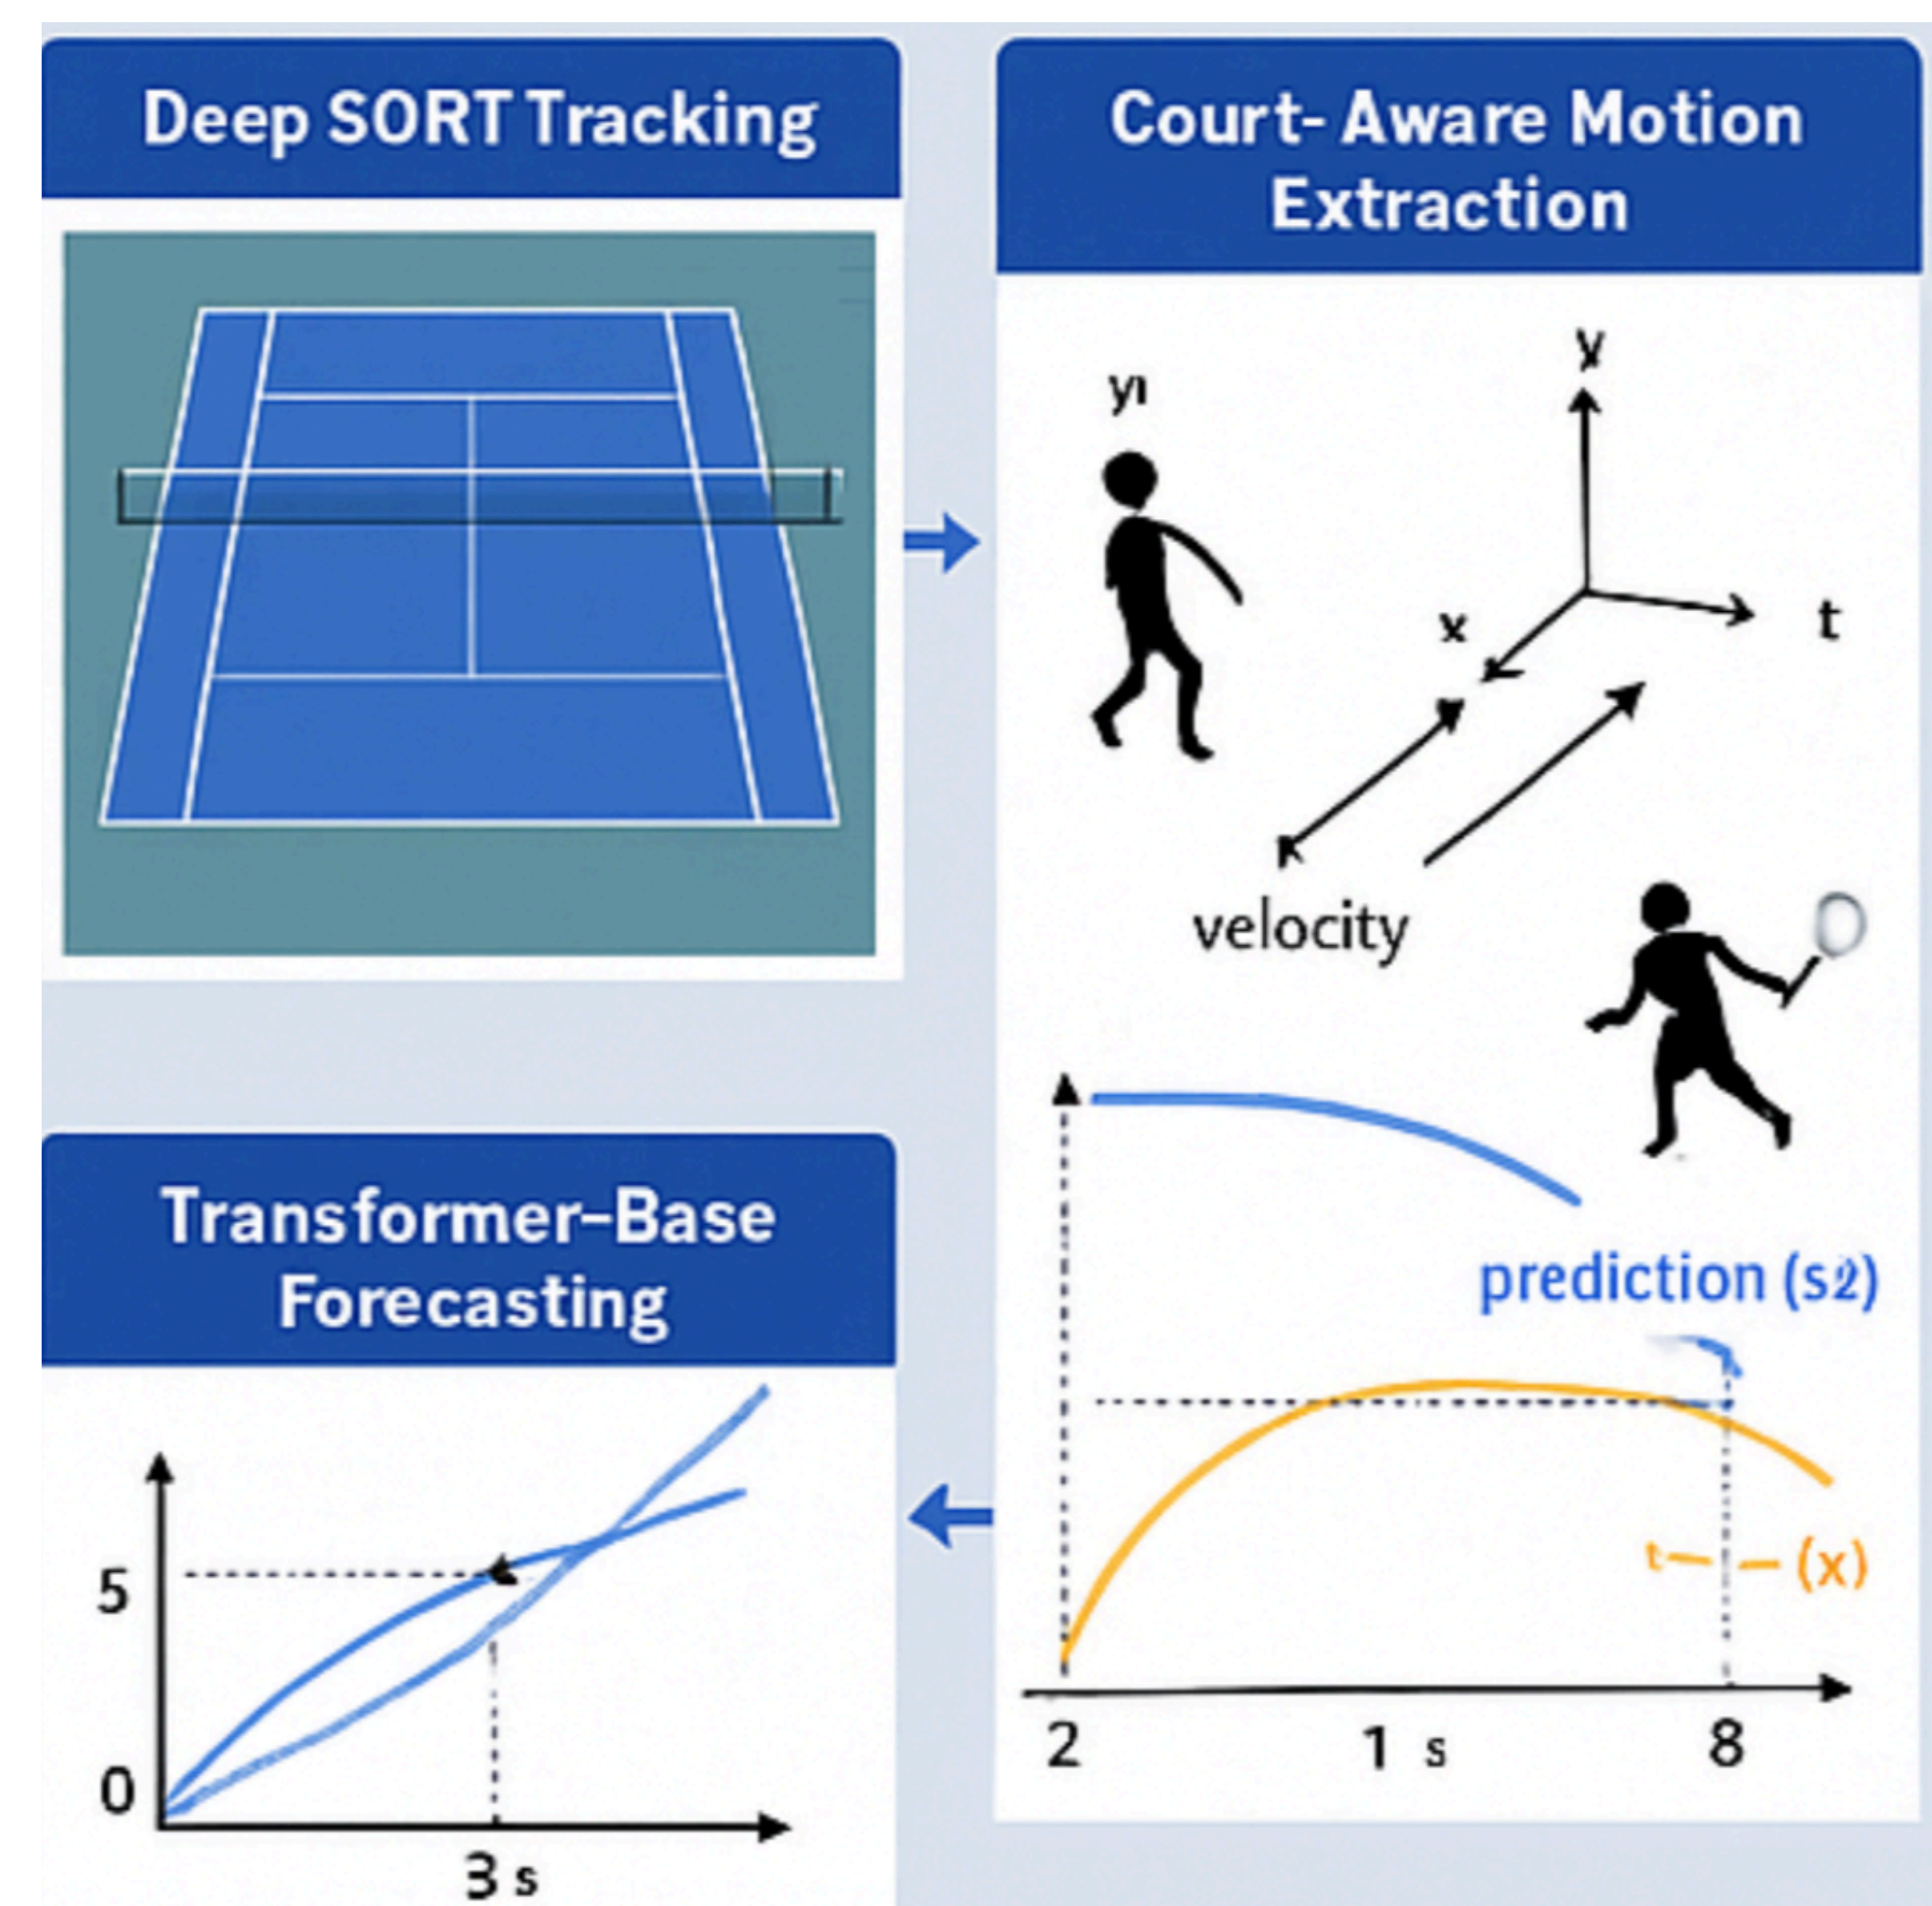 Deep SORT Tracking
Court- Aware Motion
Extraction
y₁
y
x
t
velocity
prediction (s2)
t
(x)
2
1 s
8
Transformer-Base
Forecasting
5
0
3 s